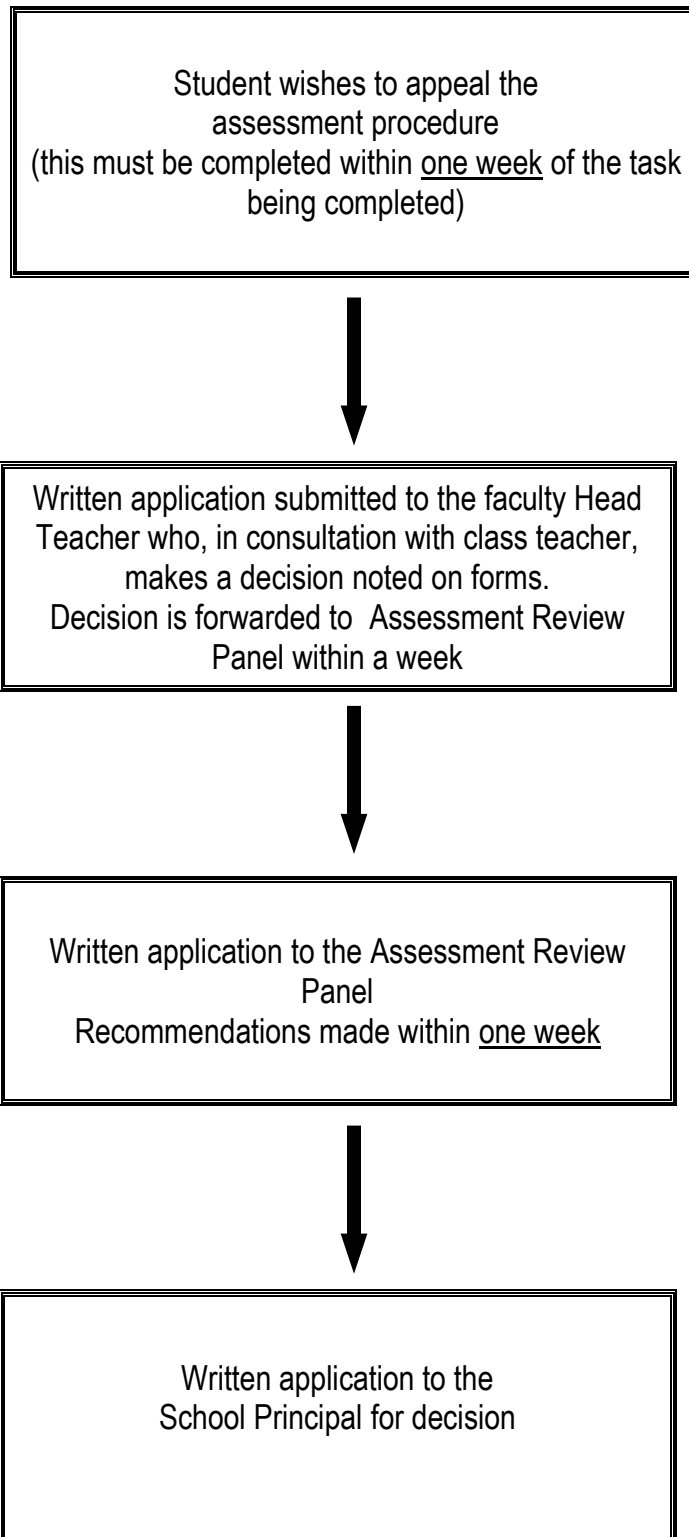 Student wishes to appeal the
assessment procedure
(this must be completed within one week of the task
being completed)
Written application submitted to the faculty Head
Teacher who, in consultation with class teacher,
makes a decision noted on forms.
Decision is forwarded to  Assessment Review
Panel within a week
Written application to the Assessment Review
Panel
Recommendations made within one week
Written application to the
School Principal for decision